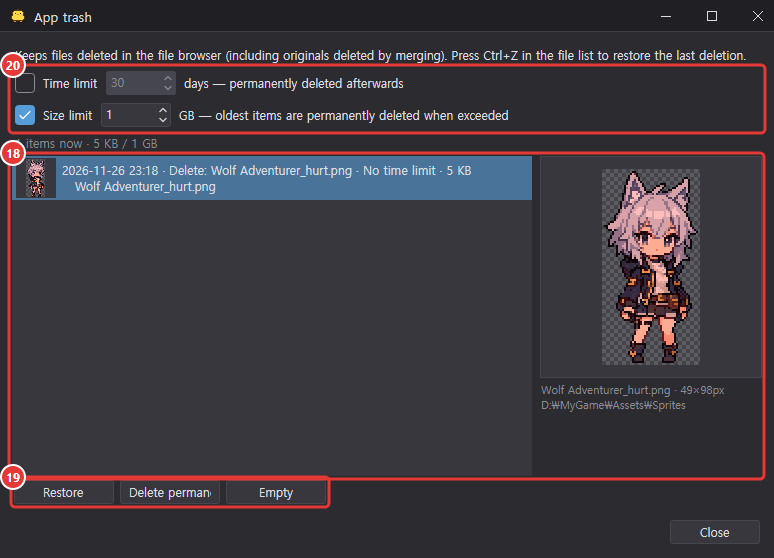 App trash
Keeps files deleted in the file browser (including originals deleted by merging). Press Ctrl+Z in the file list to restore the last deletion.
20
Time limit 30 days — permanently deleted afterwards
Size limit 1 GB — oldest items are permanently deleted when exceeded
items now · 5 KB / 1 GB
18
2026-11-26 23:18 · Delete: Wolf Adventurer_hurt.png · No time limit · 5 KB
Wolf Adventurer_hurt.png
Wolf Adventurer_hurt.png · 49×98px
D:₩MyGame₩Assets₩Sprites
19
Restore Delete perman Empty
Close